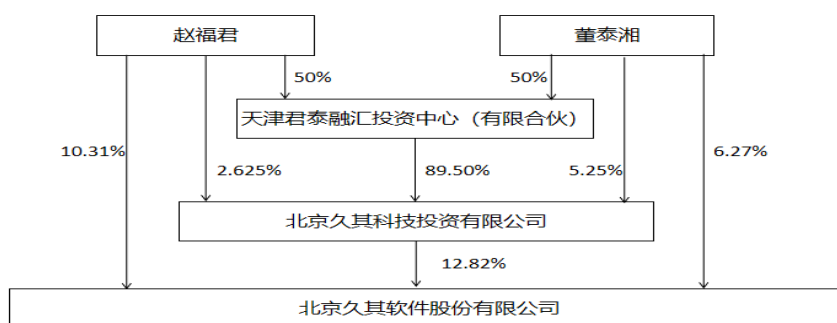 赵福君
董泰湘
50%
50%
天津君泰融汇投资中心（有限合伙）
10.31%
2.625%
89.50%
5.25%
6.27%
北京久其科技投资有限公司
12.82%
北京久其软件股份有限公司